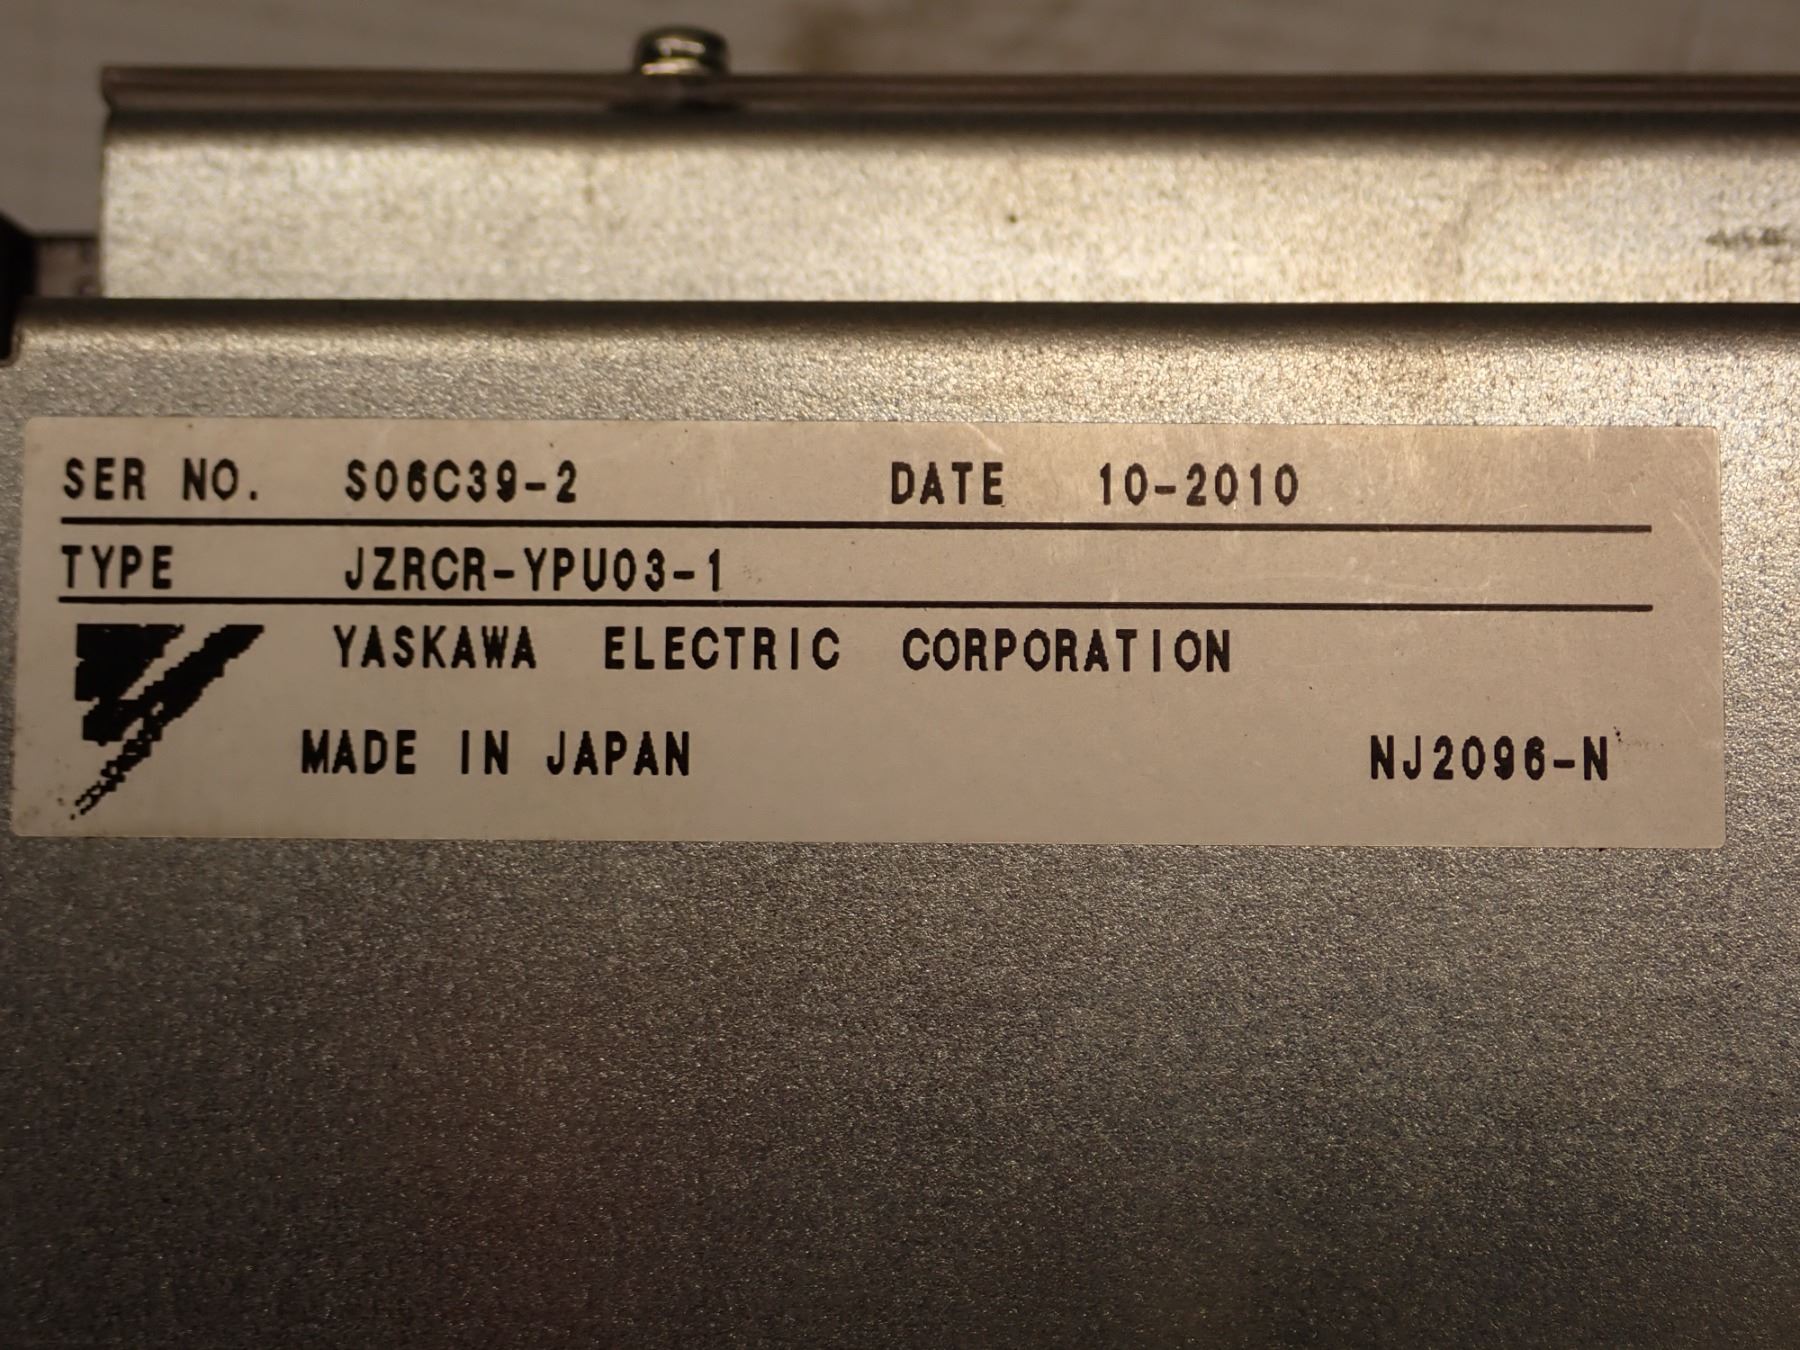 SER NO. S06C39-2 DATE 10-2010
TYPE JZRCR-YPU03-1
YASKAWA ELECTRIC CORPORATION
MADE IN JAPAN NJ2096-N